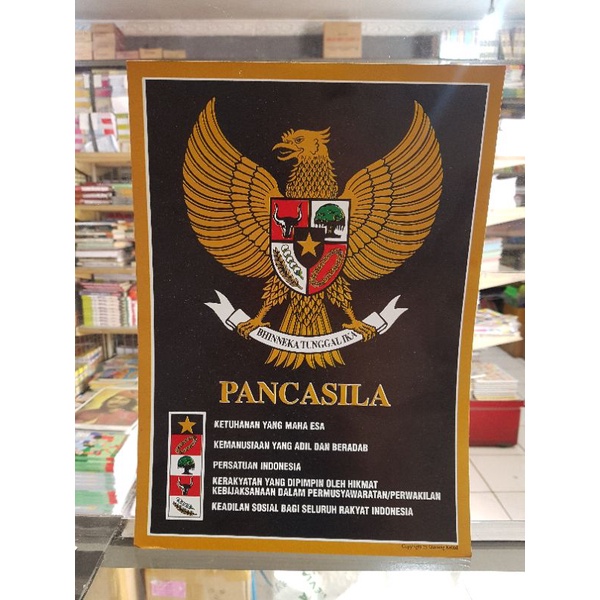 BHINNEKA TUNGGAL IKA
PANCASILA
KETUHANAN YANG MAHA ESA
KEMANUSIAAN YANG ADIL DAN BERADAB
PERSATUAN INDONESIA
KERAKYATAN YANG DIPIMPIN OLEH HIKMAT
KEBIJAKSANAAN DALAM PERMUSYAWARATAN/PERWAKILAN
KEADILAN SOSIAL BAGI SELURUH RAKYAT INDONESIA